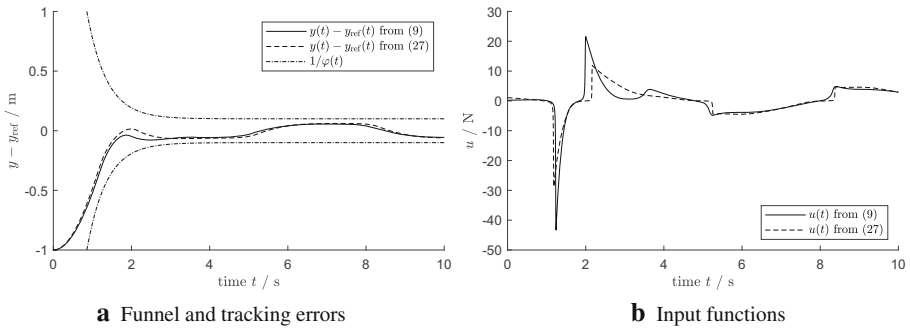 1
0.5
0
-0.5
-1
y − y_ref / m
0 2 4 6 8 10
time t / s
y(t) − y_ref(t) from (9)
y(t) − y_ref(t) from (27)
1/φ(t)
a Funnel and tracking errors
30
20
10
0
-10
-20
-30
-40
-50
u / N
0 2 4 6 8 10
time t / s
u(t) from (9)
u(t) from (27)
b Input functions